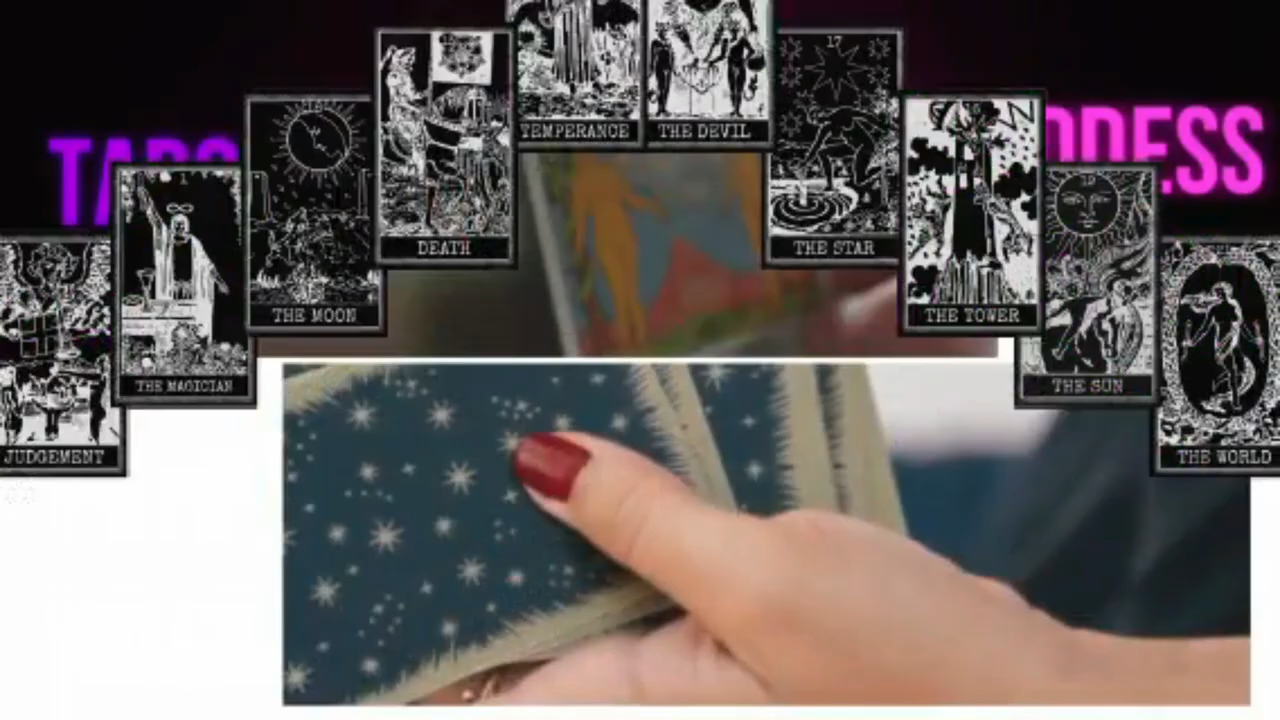 TEMPERANCE
THE DEVIL
17
DEATH
THE STAR
THE MOON
THE TOWER
THE MAGICIAN
THE SUN
JUDGEMENT
THE WORLD